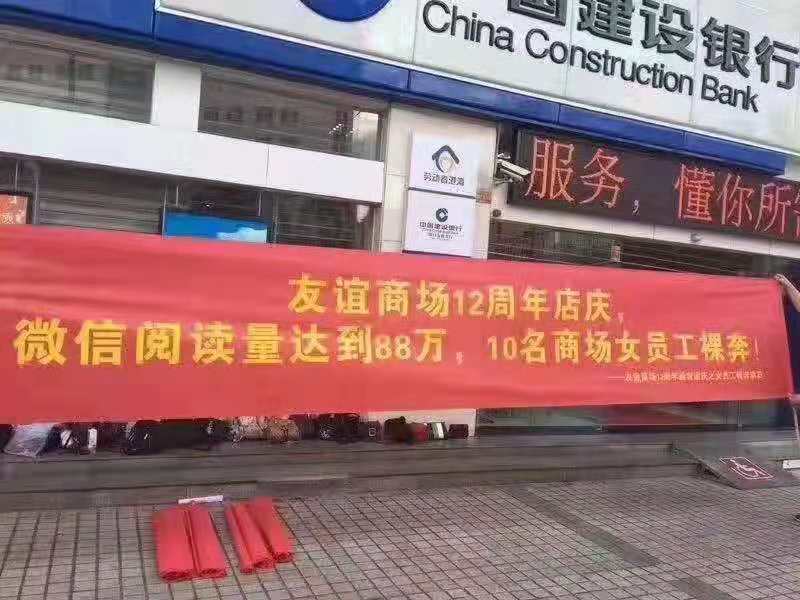 国建设银行
China Construction Bank
劳动者港湾
中国建设银行
服务，懂你所
友谊商场12周年店庆，
微信阅读量达到88万，10名商场女员工裸奔！